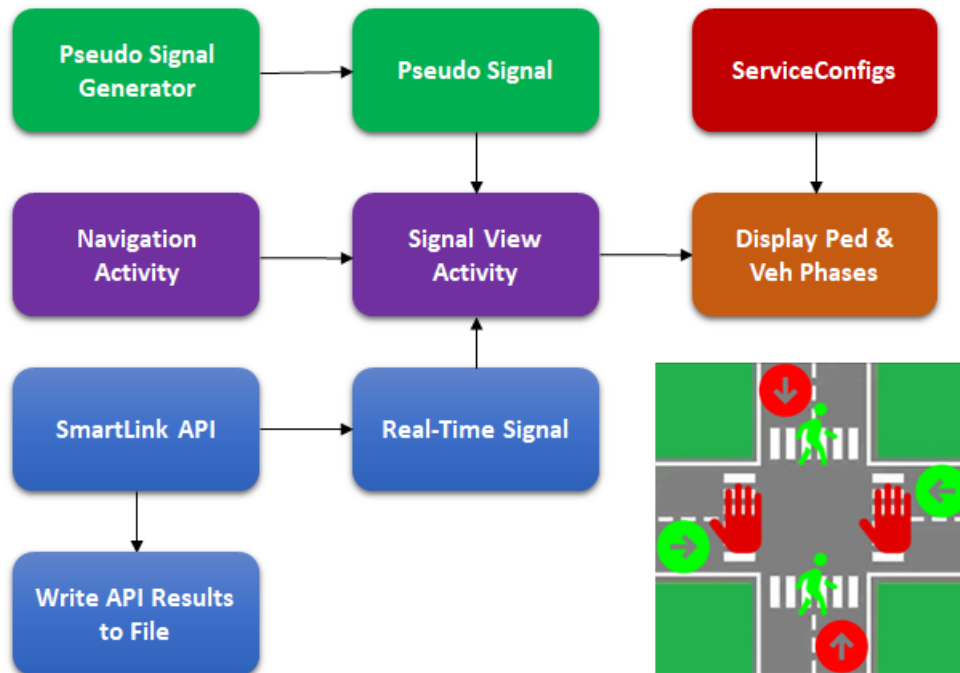 Pseudo Signal
Generator
Pseudo Signal
ServiceConfigs
Navigation
Activity
Signal View
Activity
Display Ped &
Veh Phases
SmartLink API
Real-Time Signal
Write API Results
to File